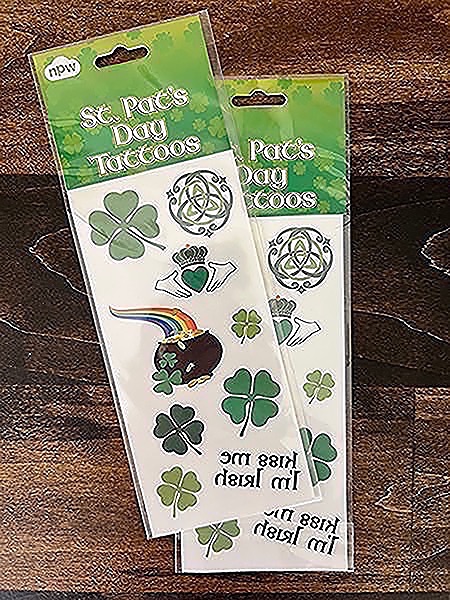 npw
St. Pat's
Day
Tattoos
kiss me
I'm Irish
Pat's
Day
ttoos
kiss me
I'm Irish